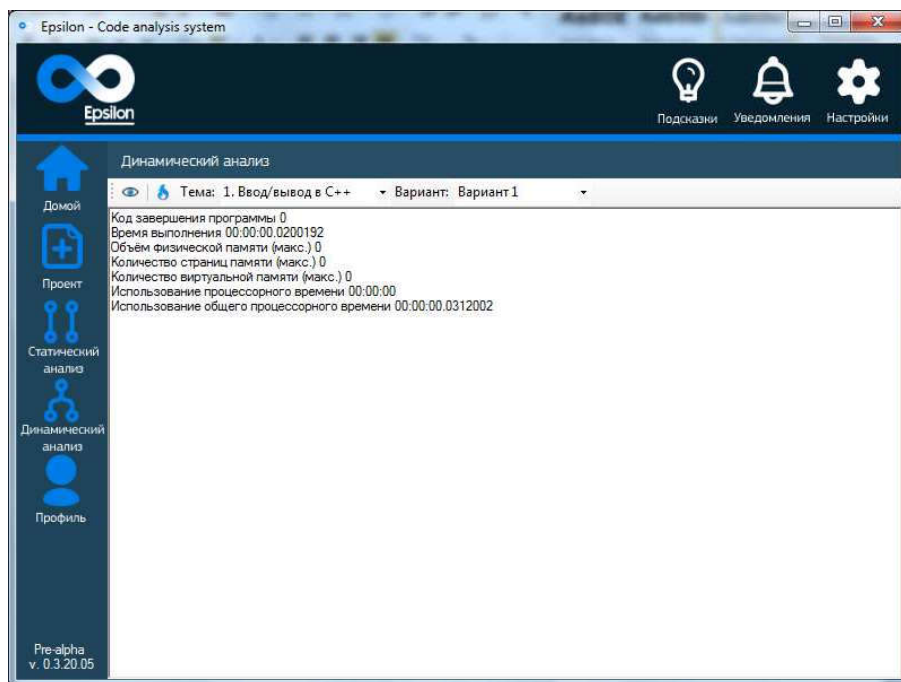 Epsilon - Code analysis system
Epsilon
Подсказки
Уведомления
Настройки
Домой
Проект
Статический
анализ
Динамический
анализ
Профиль
Pre-alpha
v. 0.3.20.05
Динамический анализ
Тема: 1. Ввод/вывод в C++ Вариант: Вариант 1
Код завершения программы 0
Время выполнения 00:00:00.0200192
Объём физической памяти (макс.) 0
Количество страниц памяти (макс.) 0
Количество виртуальной памяти (макс.) 0
Использование процессорного времени 00:00:00
Использование общего процессорного времени 00:00:00.0312002